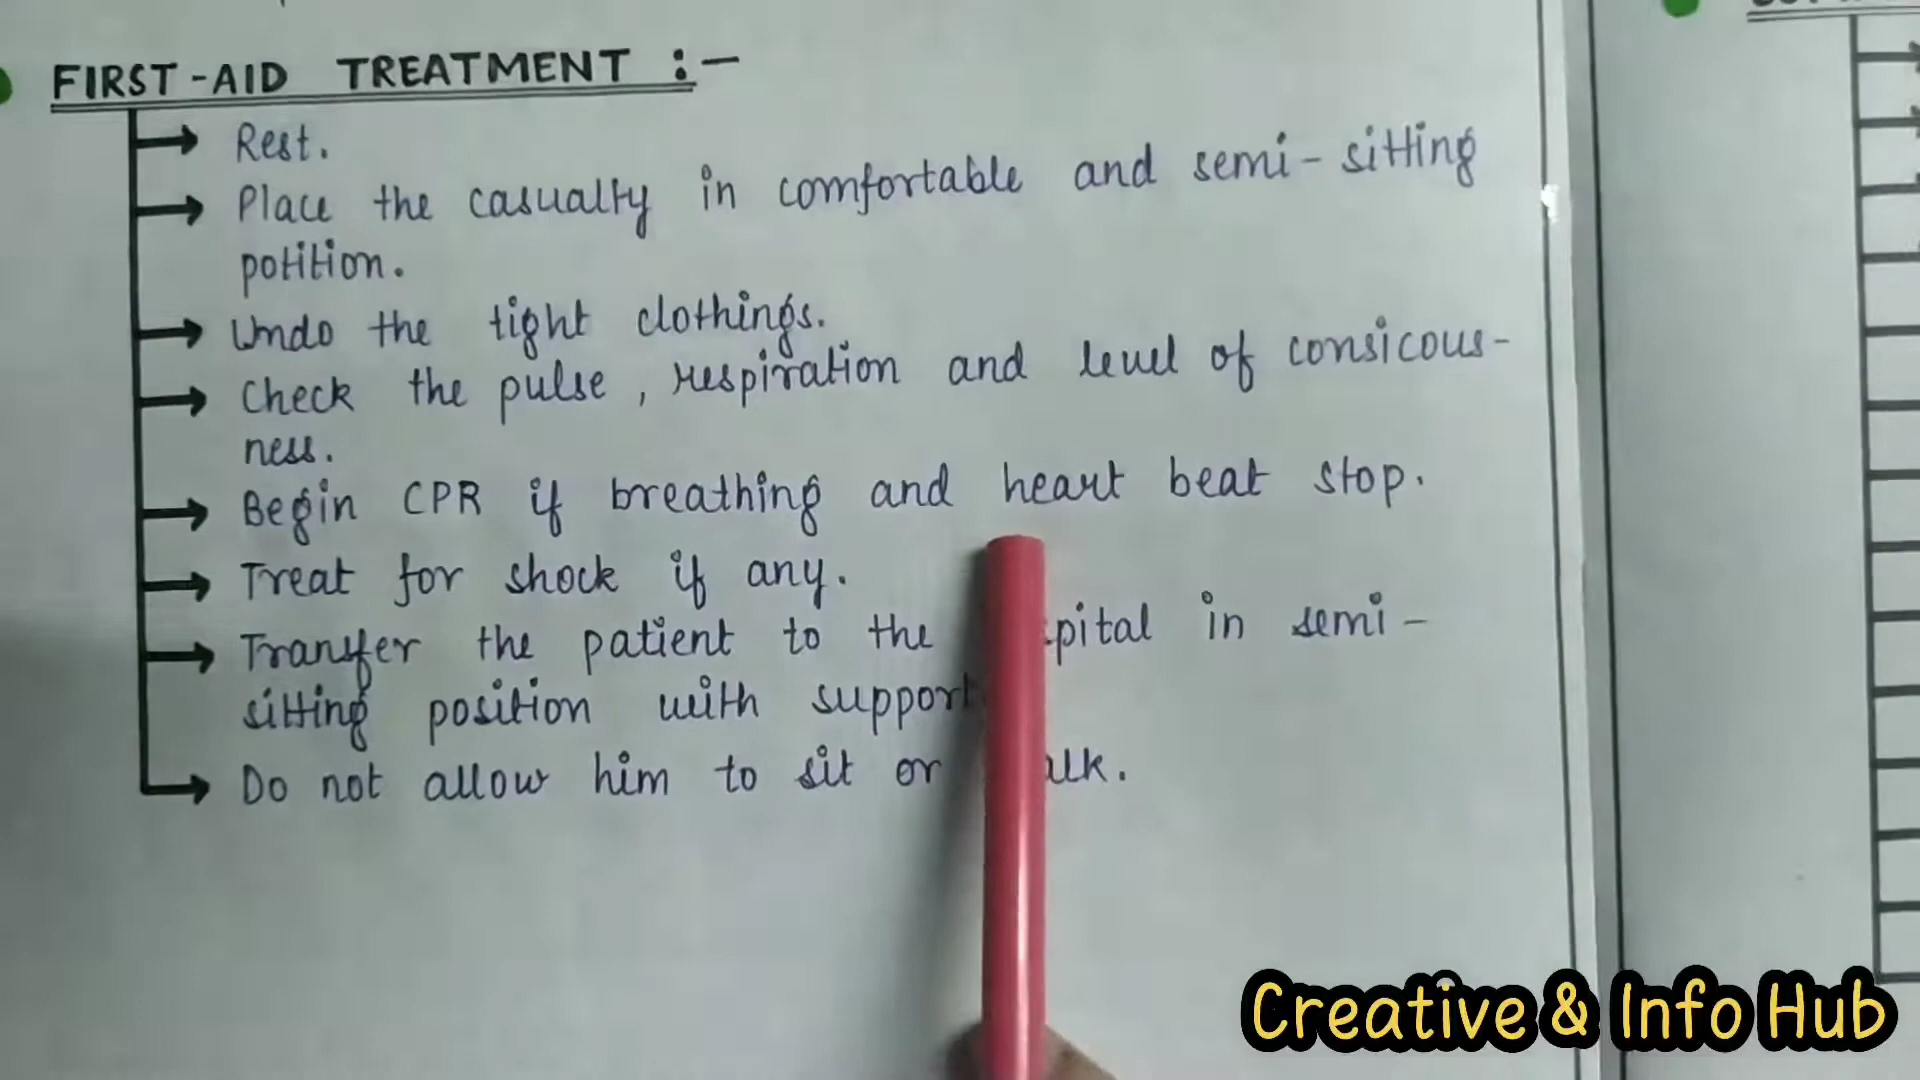 FIRST-AID TREATMENT :-
Rest.
Place the casualty in comfortable and semi-sitting
potition.
Undo the tight clothings.
Check the pulse, respiration and level of consicous-
ness.
Begin CPR if breathing and heart beat stop.
Treat for shock if any.
Transfer the patient to the spital in semi-
sitting position with support
Do not allow him to sit or alk.
Creative & Info Hub